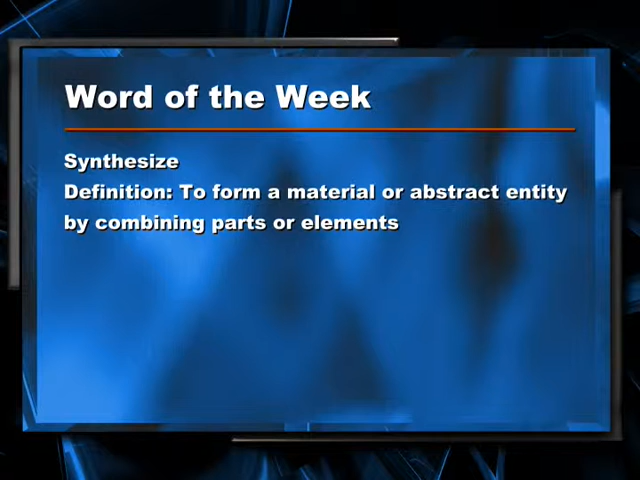 Word of the Week
Synthesize
Definition: To form a material or abstract entity
by combining parts or elements